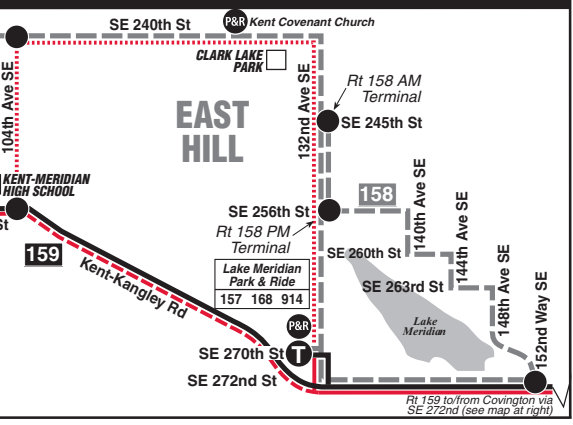 SE 240th St
P&R Kent Covenant Church
CLARK LAKE
PARK
104th Ave SE
132nd Ave SE
Rt 158 AM
Terminal
EAST
HILL
SE 245th St
KENT-MERIDIAN
HIGH SCHOOL
St
158
140th Ave SE
SE 256th St
Rt 158 PM
Terminal
144th Ave SE
159
Kent-Kangley Rd
SE 260th St
Lake Meridian
Park & Ride
157 168 914
SE 263rd St
148th Ave SE
152nd Way SE
Lake
Meridian
P&R
SE 270th St T
SE 272nd St
Rt 159 to/from Covington via
SE 272nd (see map at right)